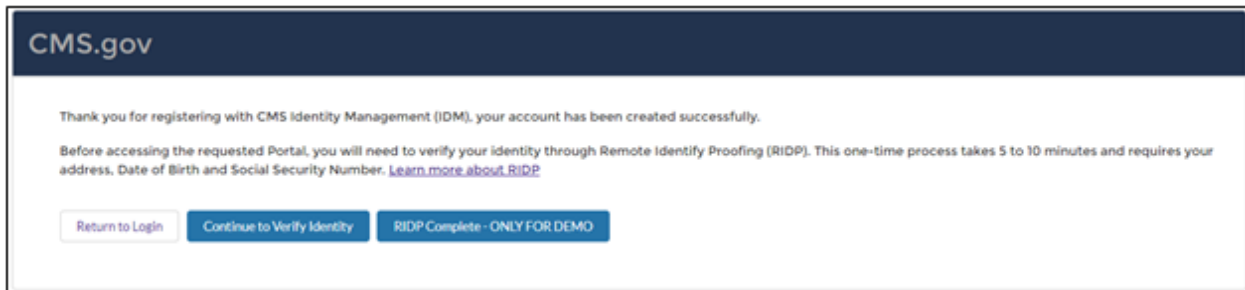 CMS.gov
Thank you for registering with CMS Identity Management (IDM), your account has been created successfully.
Before accessing the requested Portal, you will need to verify your identity through Remote Identify Proofing (RIDP). This one-time process takes 5 to 10 minutes and requires your
address, Date of Birth and Social Security Number. Learn more about RIDP
Return to Login Continue to Verify Identity RIDP Complete - ONLY FOR DEMO